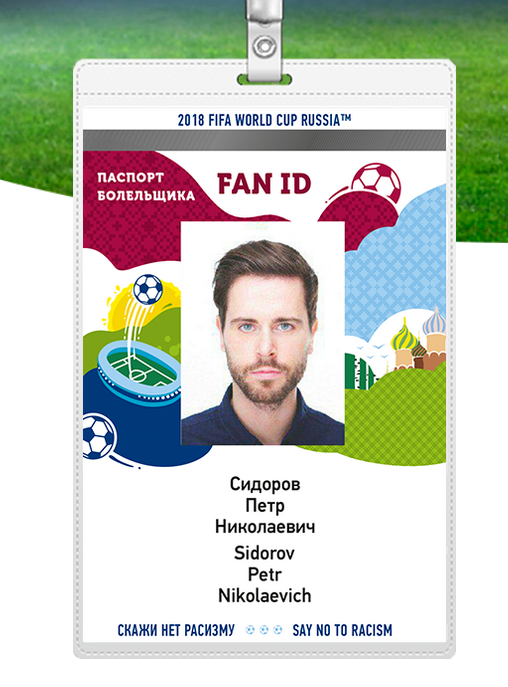 2018 FIFA WORLD CUP RUSSIA™
ПАСПОРТ
БОЛЕЛЬЩИКА
FAN ID
Сидоров
Петр
Николаевич
Sidorov
Petr
Nikolaevich
СКАЖИ НЕТ РАСИЗМУ SAY NO TO RACISM